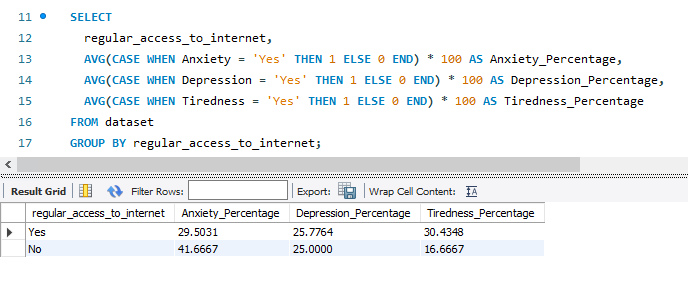 11 SELECT
12 regular_access_to_internet,
13 AVG(CASE WHEN Anxiety = 'Yes' THEN 1 ELSE 0 END) * 100 AS Anxiety_Percentage,
14 AVG(CASE WHEN Depression = 'Yes' THEN 1 ELSE 0 END) * 100 AS Depression_Percentage,
15 AVG(CASE WHEN Tiredness = 'Yes' THEN 1 ELSE 0 END) * 100 AS Tiredness_Percentage
16 FROM dataset
17 GROUP BY regular_access_to_internet;
Result Grid Filter Rows: Export: Wrap Cell Content:
regular_access_to_internet Anxiety_Percentage Depression_Percentage Tiredness_Percentage
Yes 29.5031 25.7764 30.4348
No 41.6667 25.0000 16.6667